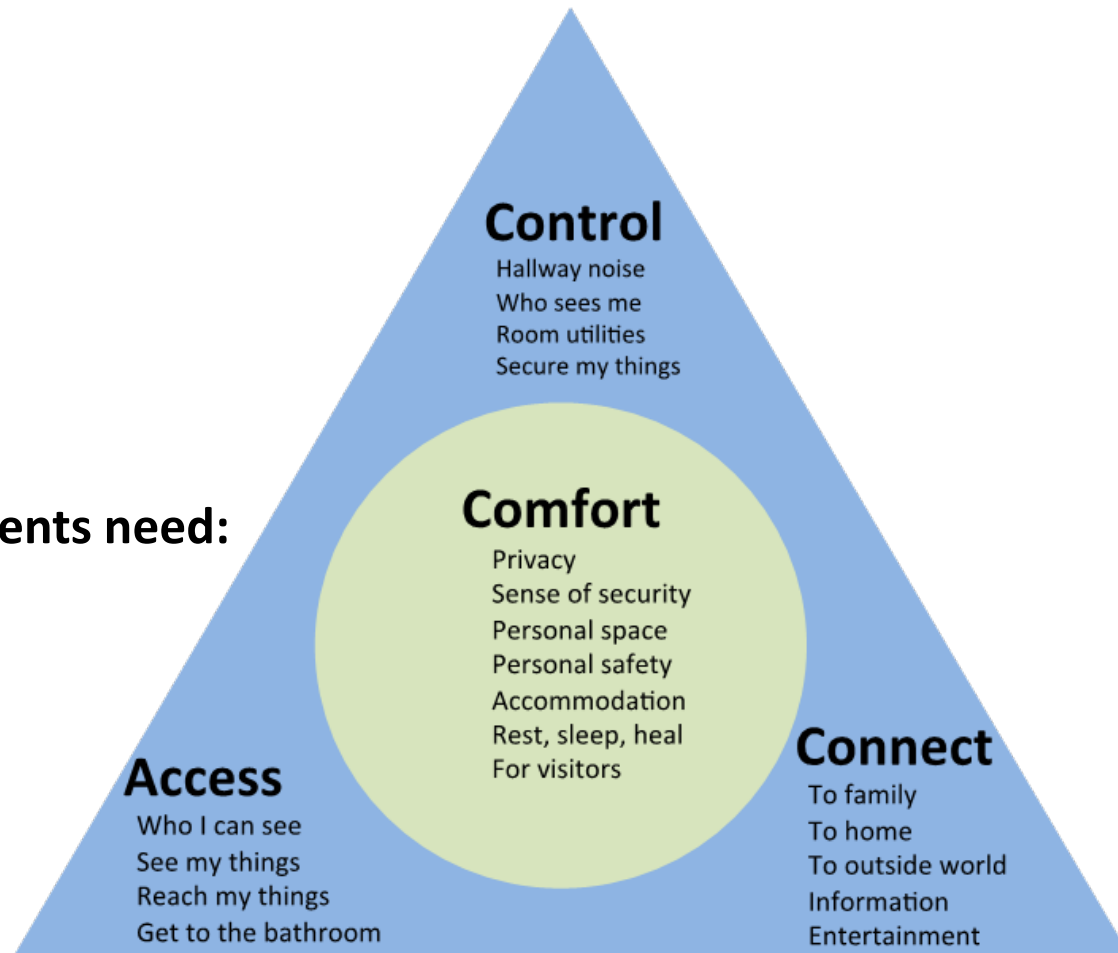 Control
Hallway noise
Who sees me
Room utilities
Secure my things
ents need:
Comfort
Privacy
Sense of security
Personal space
Personal safety
Accommodation
Rest, sleep, heal
For visitors
Access
Who I can see
See my things
Reach my things
Get to the bathroom
Connect
To family
To home
To outside world
Information
Entertainment